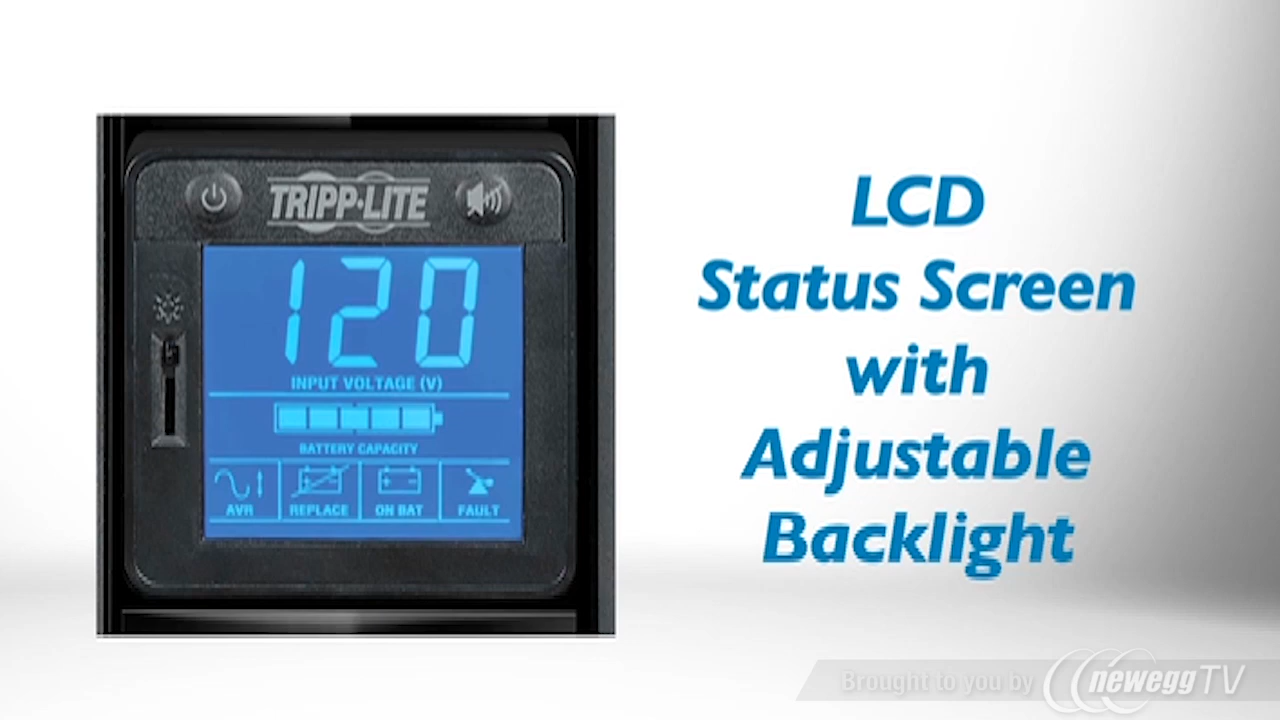 TRIPP·LITE
120
INPUT VOLTAGE (V)
BATTERY CAPACITY
AVR
REPLACE
ON BAT
FAULT
LCD
Status Screen
with
Adjustable
Backlight
Brought to you by neweggTV